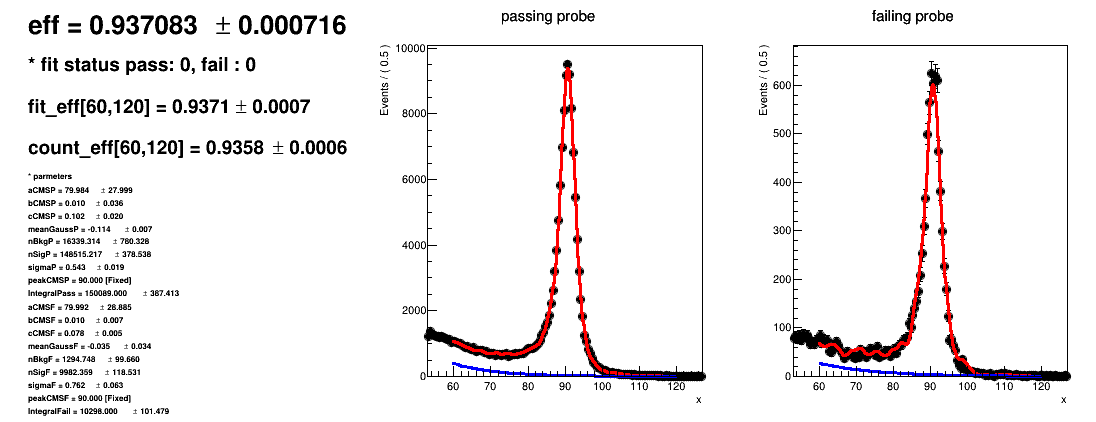 eff = 0.937083 ± 0.000716
* fit status pass: 0, fail : 0
fit_eff[60,120] = 0.9371 ± 0.0007
count_eff[60,120] = 0.9358 ± 0.0006
* parmeters
aCMSP = 79.984 ± 27.999
bCMSP = 0.010 ± 0.036
cCMSP = 0.102 ± 0.020
meanGaussP = -0.114 ± 0.007
nBkgP = 16339.314 ± 780.328
nSigP = 148515.217 ± 378.538
sigmaP = 0.543 ± 0.019
peakCMSP = 90.000 [Fixed]
IntegralPass = 150089.000 ± 387.413
aCMSF = 79.992 ± 28.885
bCMSF = 0.010 ± 0.007
cCMSF = 0.078 ± 0.005
meanGaussF = -0.035 ± 0.034
nBkgF = 1294.748 ± 99.660
nSigF = 9982.359 ± 118.531
sigmaF = 0.762 ± 0.063
peakCMSF = 90.000 [Fixed]
IntegralFail = 10298.000 ± 101.479
passing probe
Events / ( 0.5 )
10000
8000
6000
4000
2000
0
60 70 80 90 100 110 120
x
failing probe
Events / ( 0.5 )
600
500
400
300
200
100
0
60 70 80 90 100 110 120
x